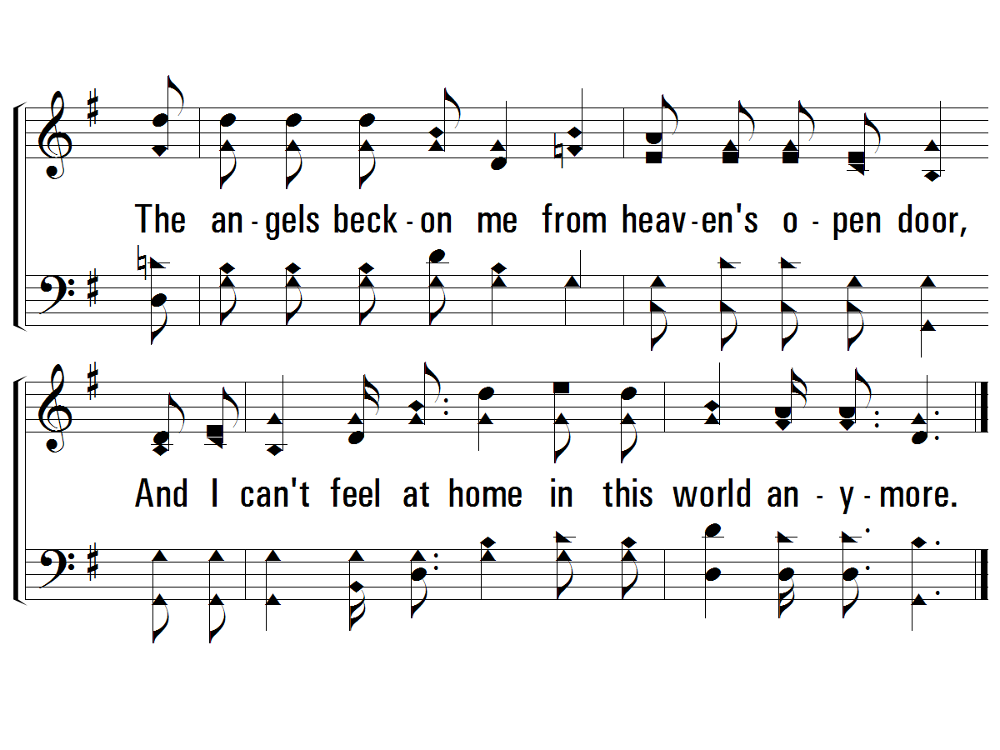 The an-gels beck-on me from heav-en's o-pen door,
And I can't feel at home in this world an-y-more.